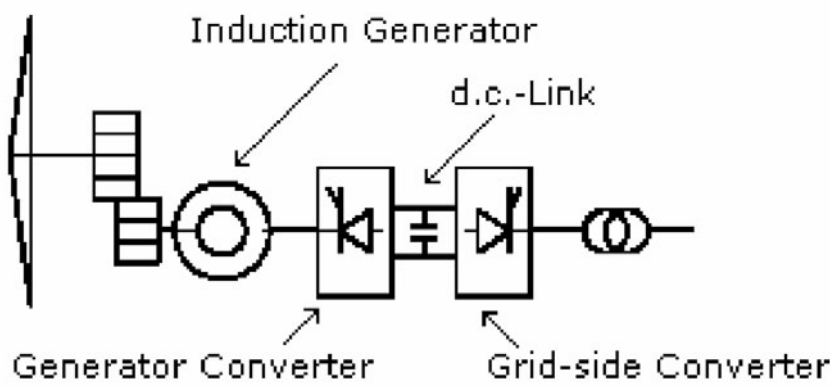 Induction Generator
d.c.-Link
Generator Converter
Grid-side Converter